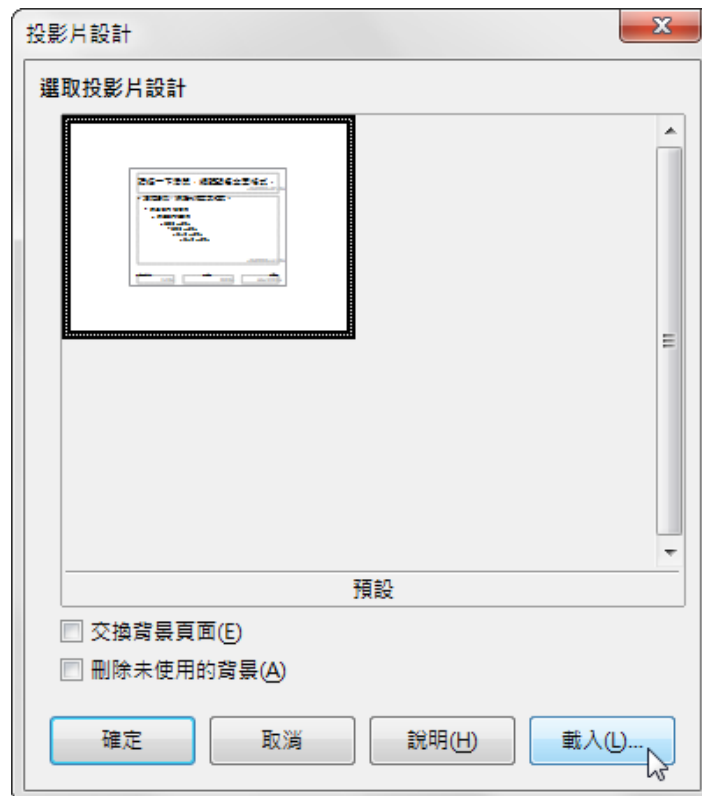 投影片設計
選取投影片設計
預設
交換背景頁面(E)
刪除未使用的背景(A)
確定
取消
說明(H)
載入(L)...